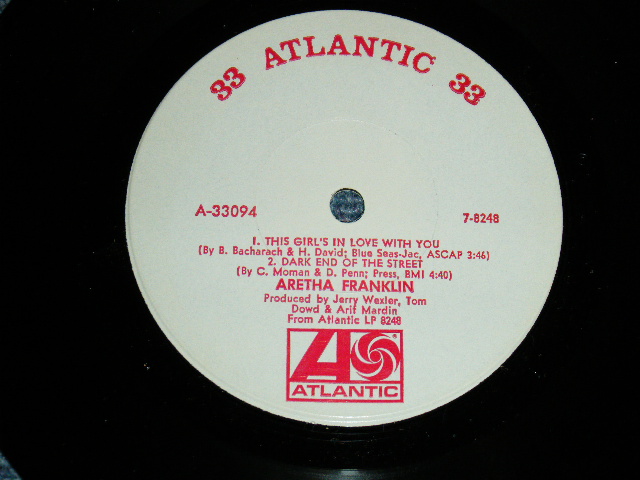 33 ATLANTIC 33
A-33094 7-8248
1. THIS GIRL'S IN LOVE WITH YOU
(By B. Bacharach & H. David; Blue Seas-Jac, ASCAP 3:46)
2. DARK END OF THE STREET
(By C. Moman & D. Penn; Press, BMI 4:40)
ARETHA FRANKLIN
Produced by Jerry Wexler, Tom
Dowd & Arif Mardin
From Atlantic LP 8248
A
ATLANTIC